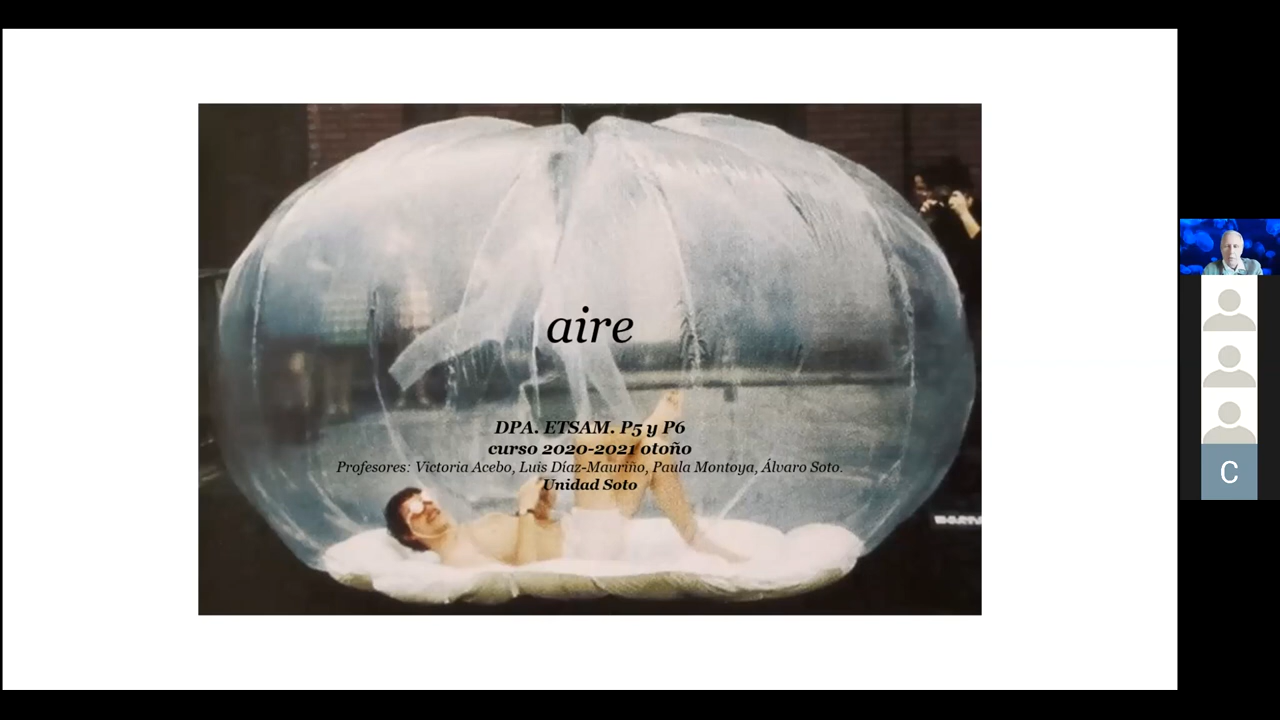 aire
DPA. ETSAM. P5 y P6
curso 2020-2021 otoño
Profesores: Victoria Acebo, Luis Díaz-Mauriño, Paula Montoya, Álvaro Soto.
Unidad Soto
C